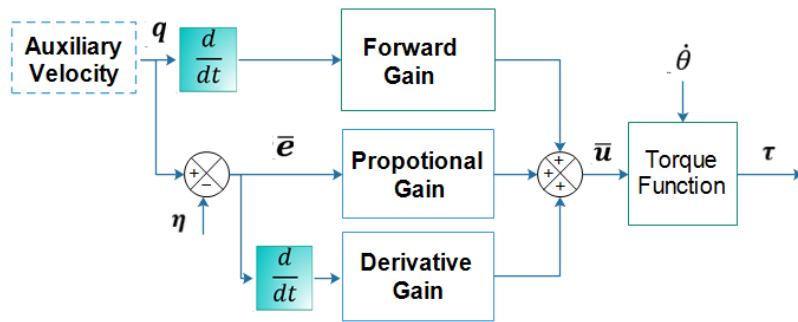 Auxiliary
Velocity
q
d
dt
Forward
Gain
θ̇
+
−
η
e̅
Propotional
Gain
+
+
+
u̅
Torque
Function
τ
d
dt
Derivative
Gain